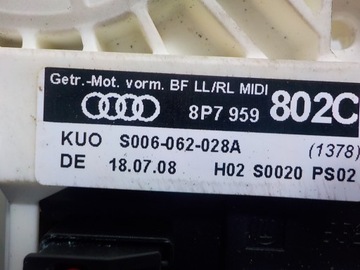 Getr.-Mot. vorm. BF LL/RL MIDI
8P7 959 802C
KUO S006-062-028A (1378)
DE 18.07.08 H02 S0020 PS02